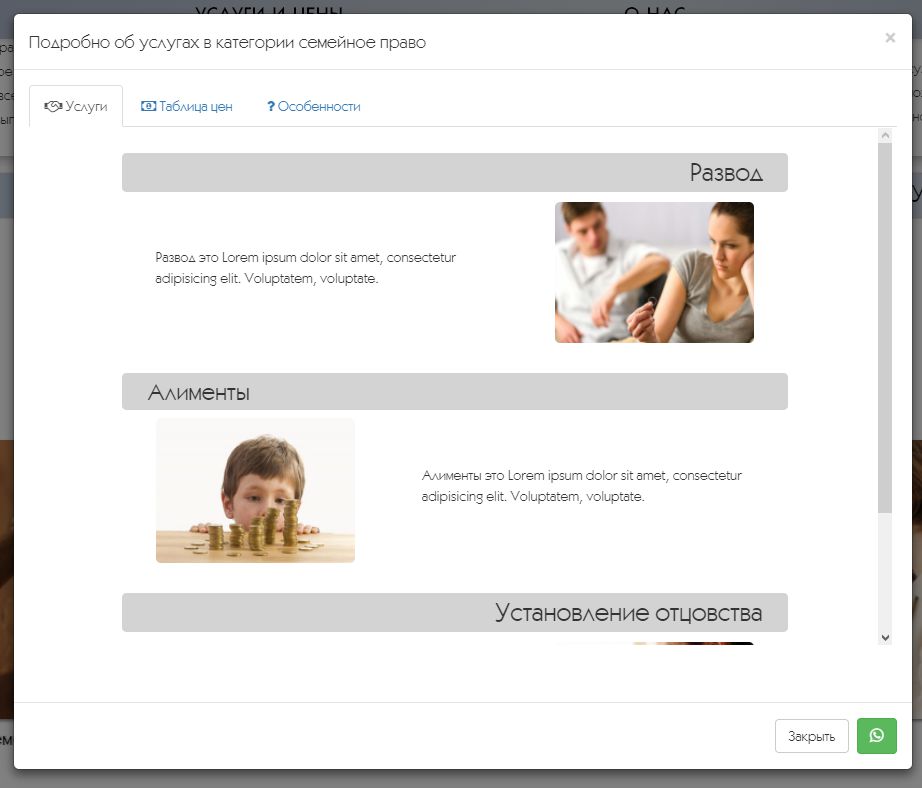 УСЛУГИ И ЦЕНЫ
О НАС
Подробно об услугах в категории семейное право
×
Услуги
Таблица цен
? Особенности
Развод
Развод это Lorem ipsum dolor sit amet, consectetur
adipisicing elit. Voluptatem, voluptate.
Алименты
Алименты это Lorem ipsum dolor sit amet, consectetur
adipisicing elit. Voluptatem, voluptate.
Установление отцовства
Закрыть